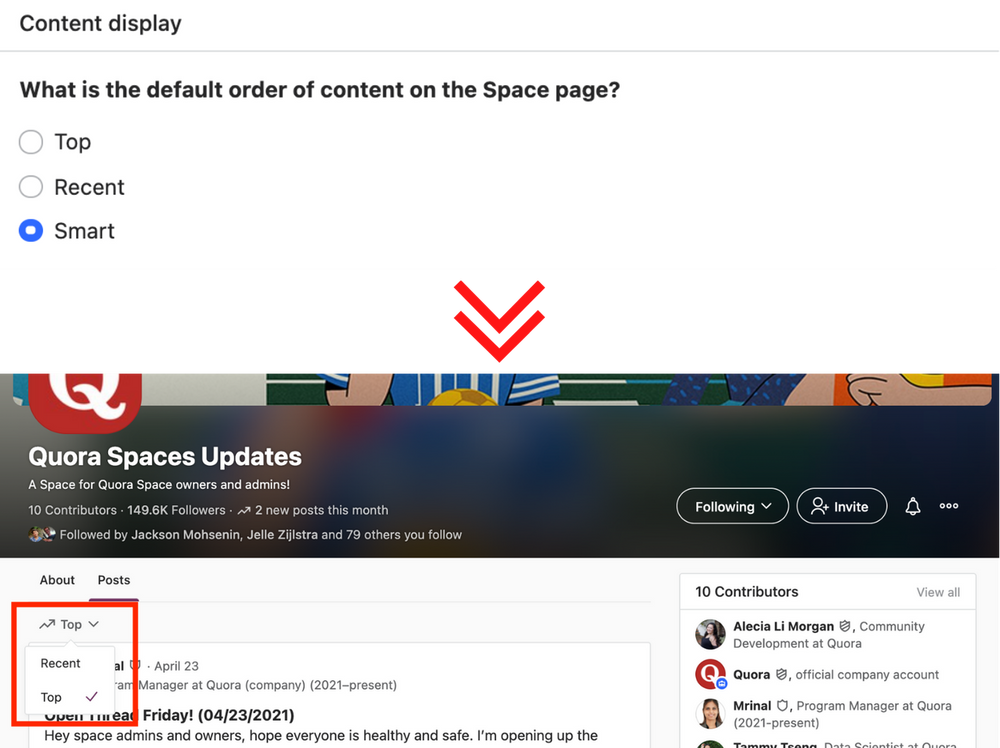 Content display
What is the default order of content on the Space page?
Top
Recent
Smart
Quora Spaces Updates
A Space for Quora Space owners and admins!
10 Contributors · 149.6K Followers · 2 new posts this month
Followed by Jackson Mohsenin, Jelle Zijlstra and 79 others you follow
Following
Invite
About Posts
Top
Recent
Top
· April 23
Manager at Quora (company) (2021–present)
Open Thread Friday! (04/23/2021)
Hey space admins and owners, hope everyone is healthy and safe. I'm opening up the
10 Contributors View all
Alecia Li Morgan, Community
Development at Quora
Quora, official company account
Mrinal, Program Manager at Quora
(2021-present)
Tammy Tseng, Data Scientist at Quora